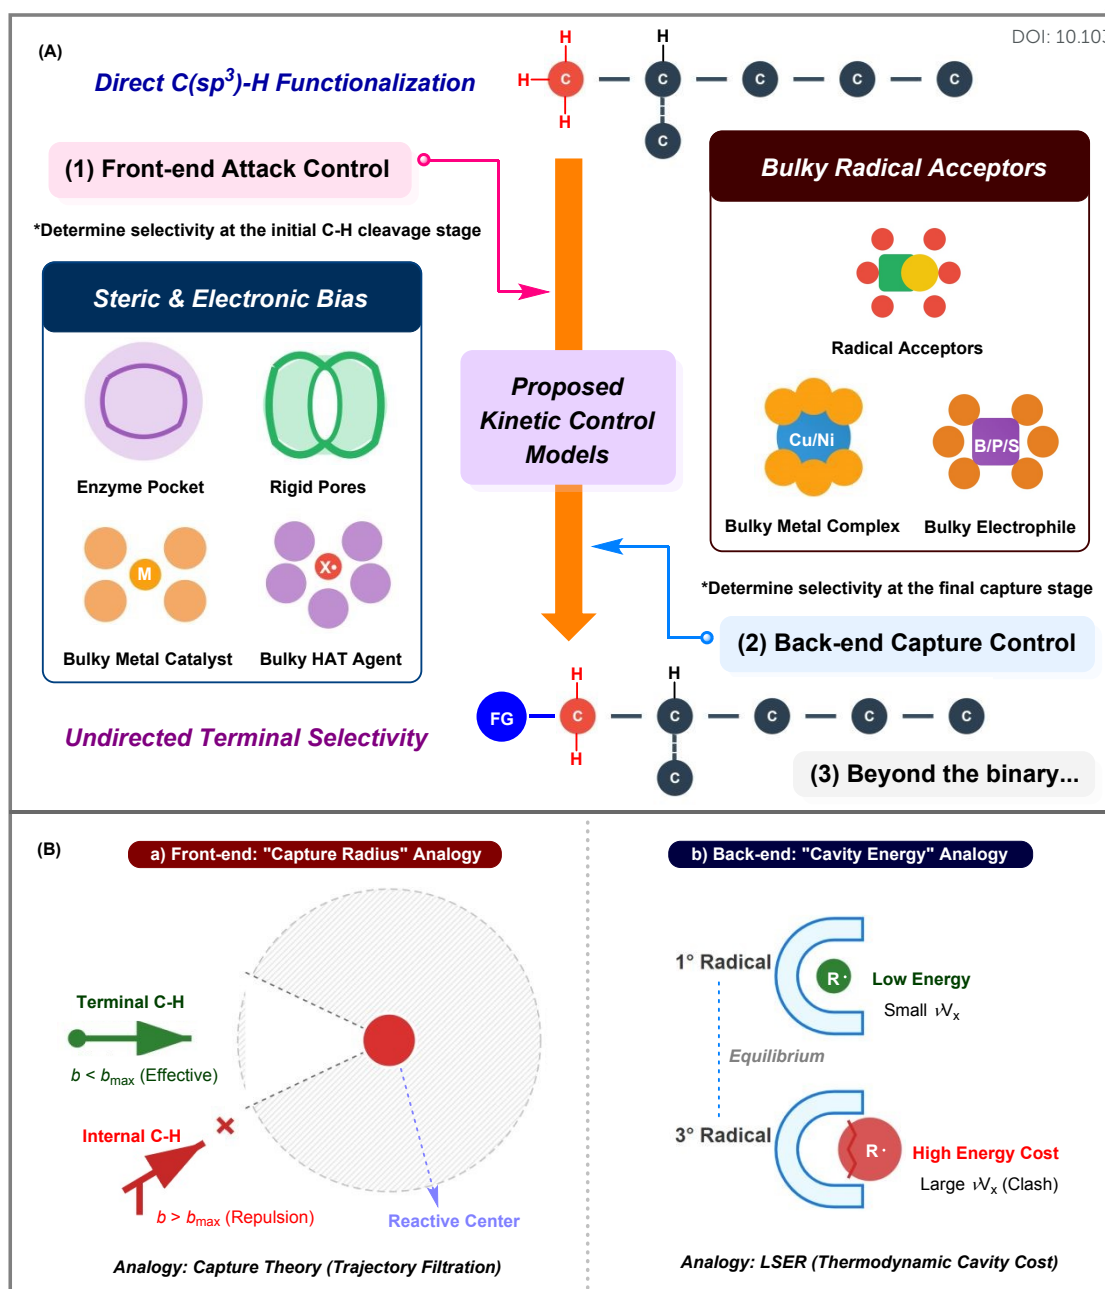 DOI: 10.103
(A)
Direct C(sp³)-H Functionalization
H H
H C C C C C
H C
(1) Front-end Attack Control
*Determine selectivity at the initial C-H cleavage stage
Steric & Electronic Bias
Enzyme Pocket Rigid Pores
M X•
Bulky Metal Catalyst Bulky HAT Agent
Proposed
Kinetic Control
Models
Bulky Radical Acceptors
Radical Acceptors
Cu/Ni B/P/S
Bulky Metal Complex Bulky Electrophile
*Determine selectivity at the final capture stage
(2) Back-end Capture Control
Undirected Terminal Selectivity
H H
FG C C C C C
H C
(3) Beyond the binary...
(B)
a) Front-end: "Capture Radius" Analogy
Terminal C-H
b < bmax (Effective)
Internal C-H
b > bmax (Repulsion)
Reactive Center
Analogy: Capture Theory (Trajectory Filtration)
b) Back-end: "Cavity Energy" Analogy
1° Radical
R·
Low Energy
Small νVx
Equilibrium
3° Radical
R·
High Energy Cost
Large νVx (Clash)
Analogy: LSER (Thermodynamic Cavity Cost)